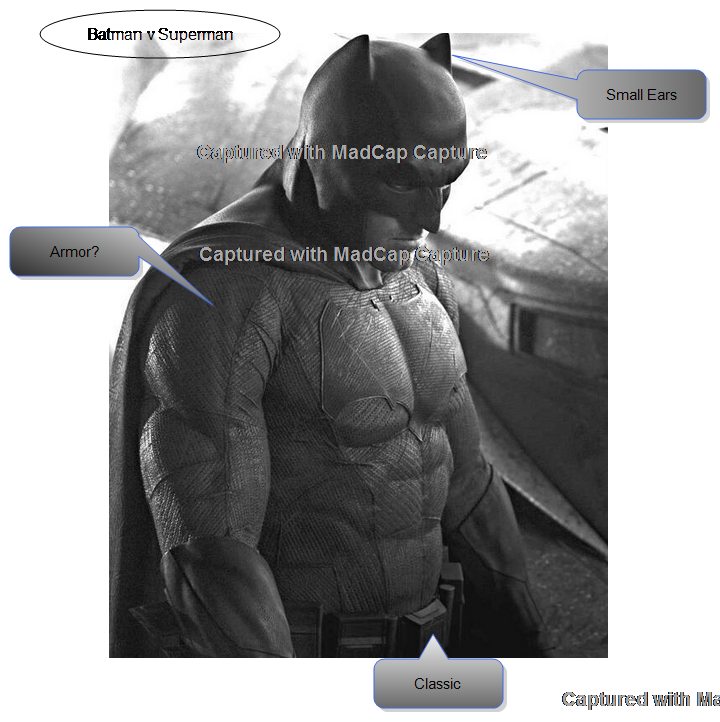 Batman v Superman
Small Ears
Captured with MadCap Capture
Armor?
Captured with MadCap Capture
Classic
Captured with Ma